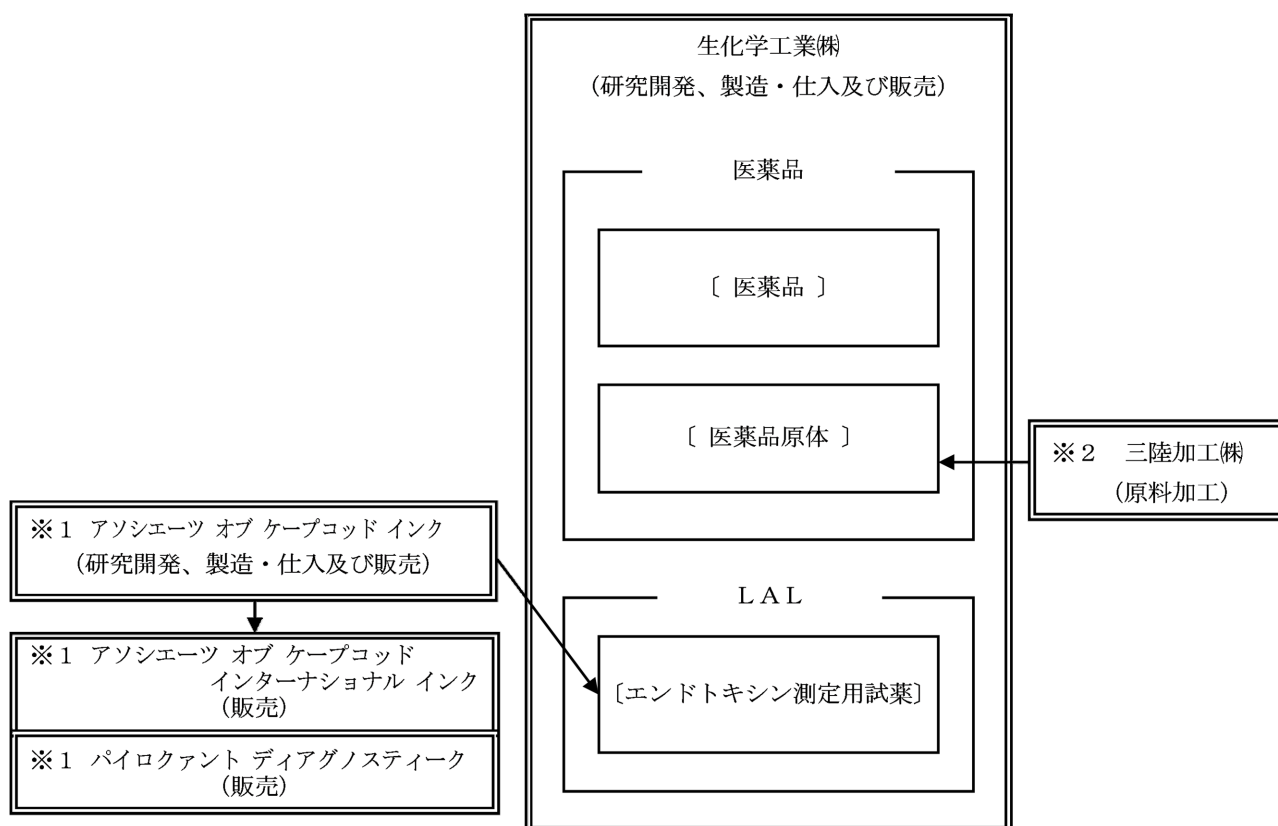 生化学工業㈱
(研究開発、製造・仕入及び販売)
医薬品
〔 医薬品 〕
〔 医薬品原体 〕
※2 三陸加工㈱
(原料加工)
※1 アソシエーツ オブ ケープコッド インク
(研究開発、製造・仕入及び販売)
※1 アソシエーツ オブ ケープコッド
インターナショナル インク
(販売)
※1 パイロクァント ディアグノスティーク
(販売)
LAL
〔エンドトキシン測定用試薬〕